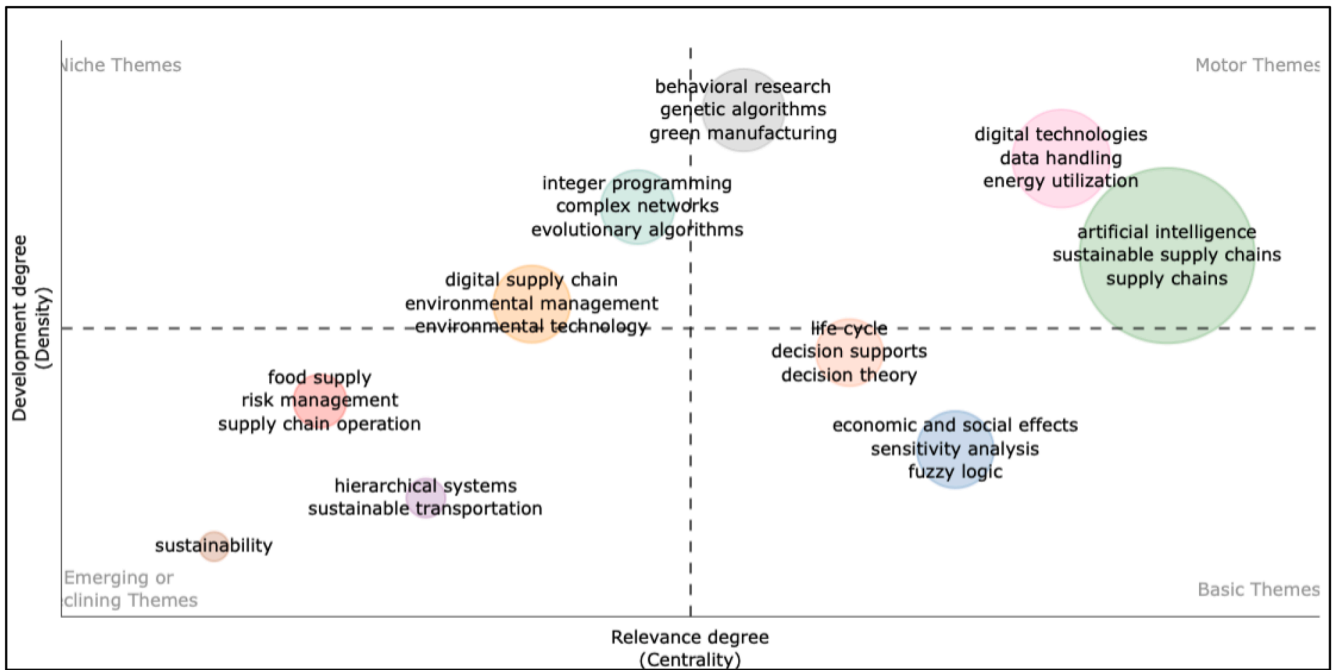 Niche Themes
Motor Themes
behavioral research
genetic algorithms
green manufacturing
digital technologies
data handling
energy utilization
integer programming
complex networks
evolutionary algorithms
artificial intelligence
sustainable supply chains
supply chains
digital supply chain
environmental management
environmental technology
life cycle
decision supports
decision theory
food supply
risk management
supply chain operation
economic and social effects
sensitivity analysis
fuzzy logic
hierarchical systems
sustainable transportation
sustainability
Emerging or
clining Themes
Basic Themes
Development degree
(Density)
Relevance degree
(Centrality)